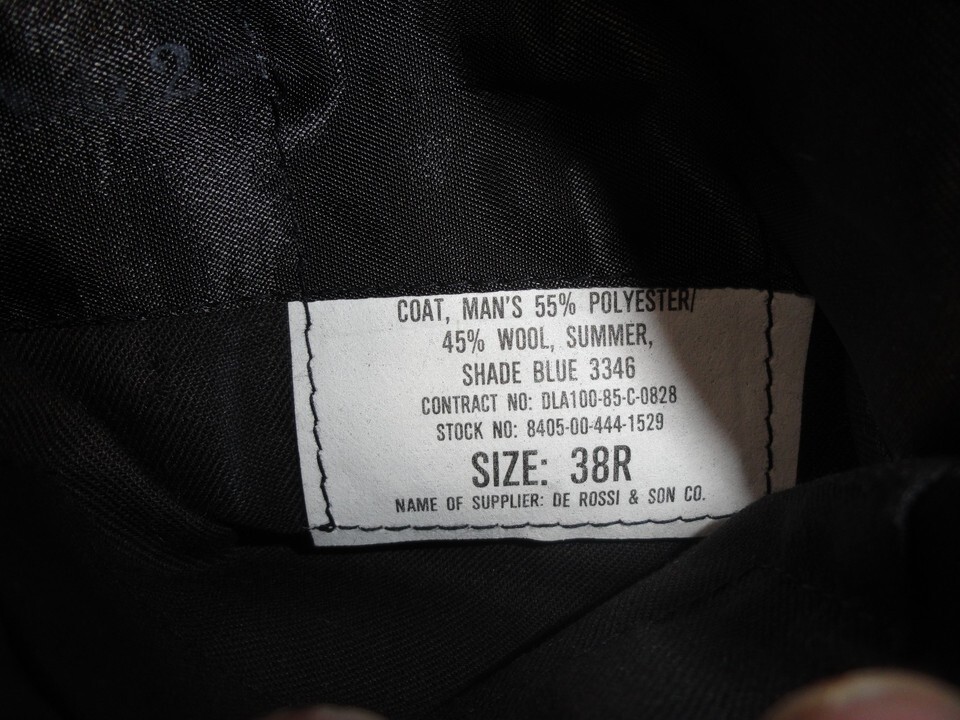 2
COAT, MAN'S 55% POLYESTER/
45% WOOL, SUMMER,
SHADE BLUE 3346
CONTRACT NO: DLA100-85-C-0828
STOCK NO: 8405-00-444-1529
SIZE: 38R
NAME OF SUPPLIER: DE ROSSI & SON CO.